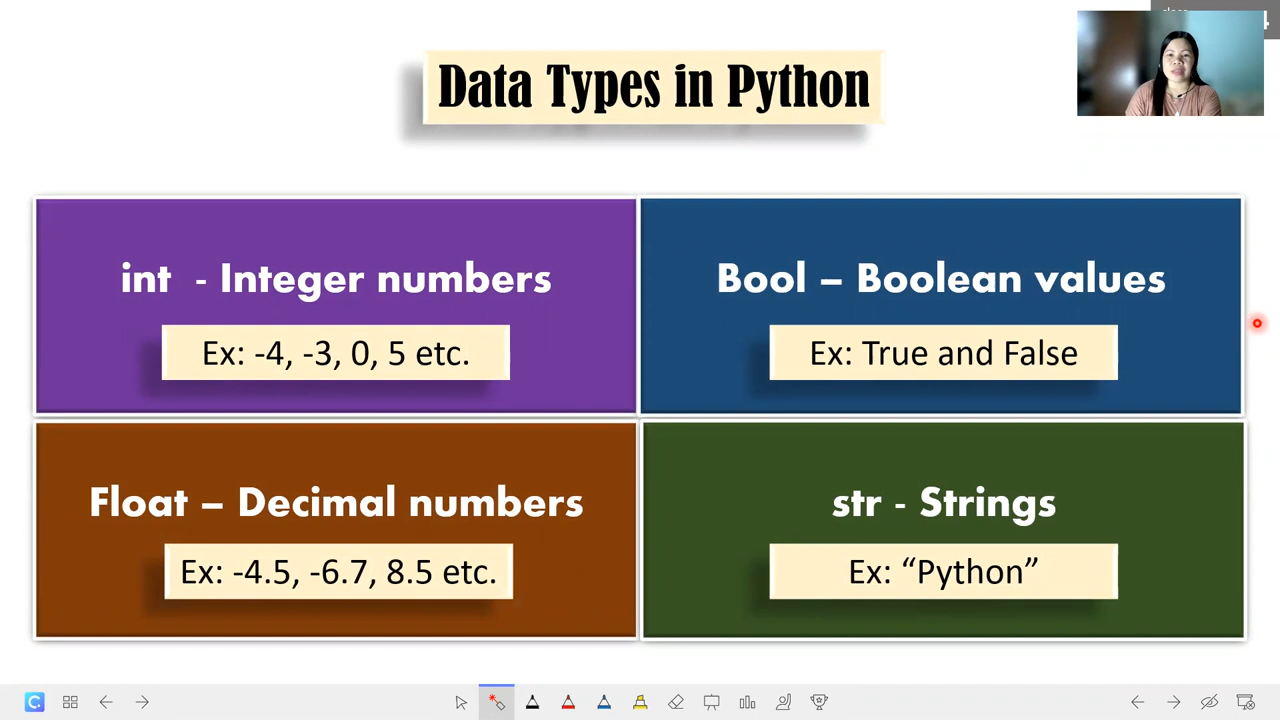 Data Types in Python
int - Integer numbers
Ex: -4, -3, 0, 5 etc.
Bool – Boolean values
Ex: True and False
Float – Decimal numbers
Ex: -4.5, -6.7, 8.5 etc.
str - Strings
Ex: “Python”